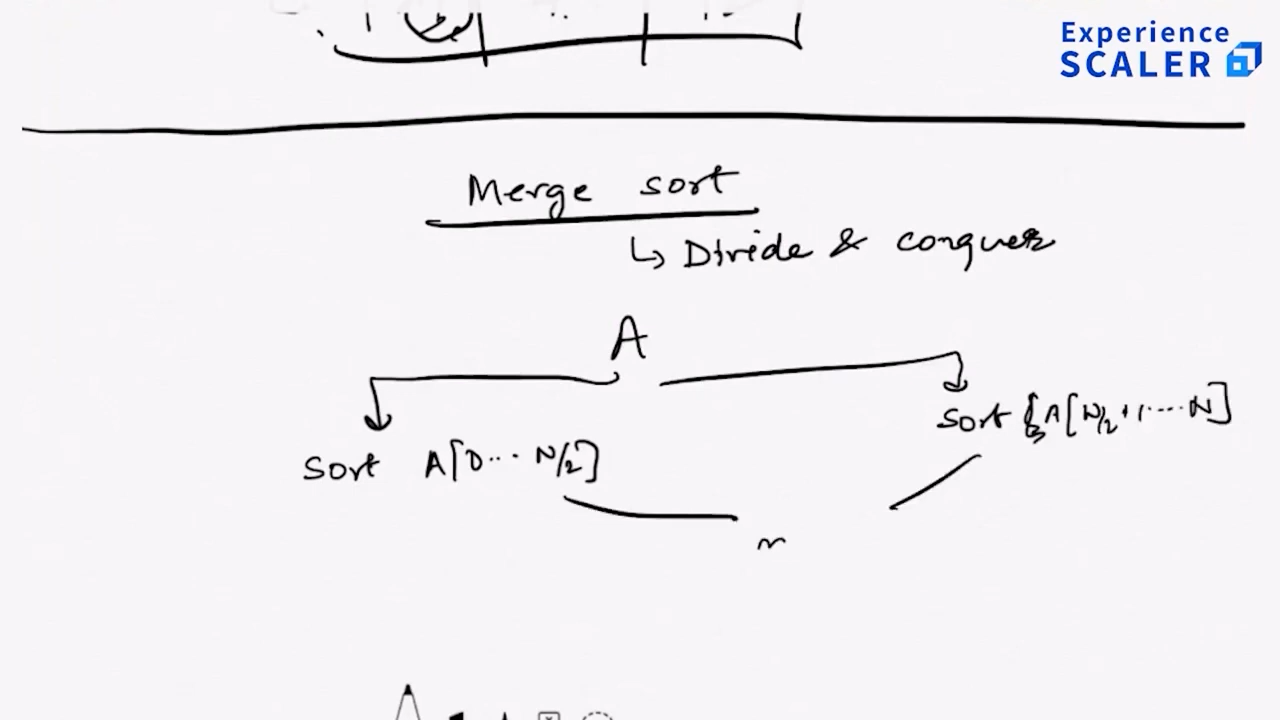 Experience
SCALER
Merge sort
↳ Divide & conquer
A
Sort A[0... N/2]
Sort A[N/2+1....N]
m